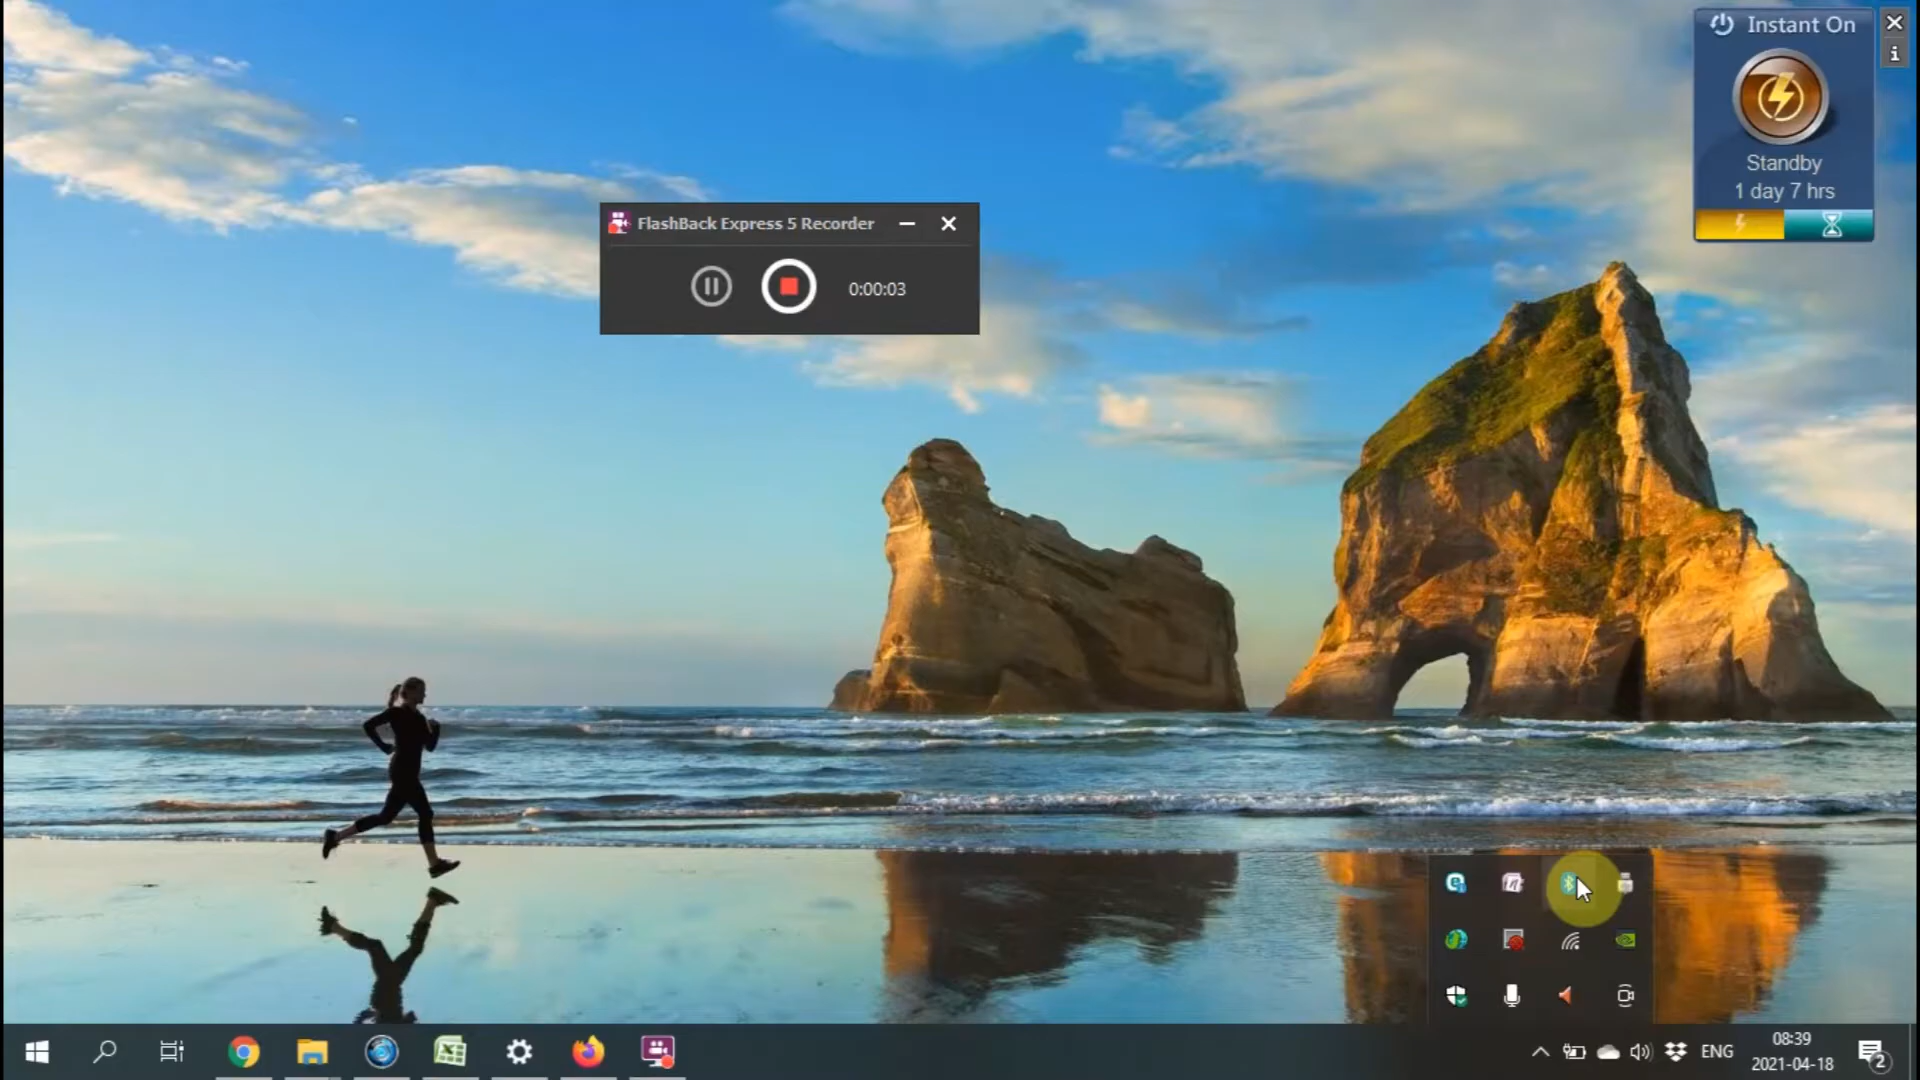 Instant On
Standby
1 day 7 hrs
FlashBack Express 5 Recorder
0:00:03
ENG
08:39
2021-04-18
2